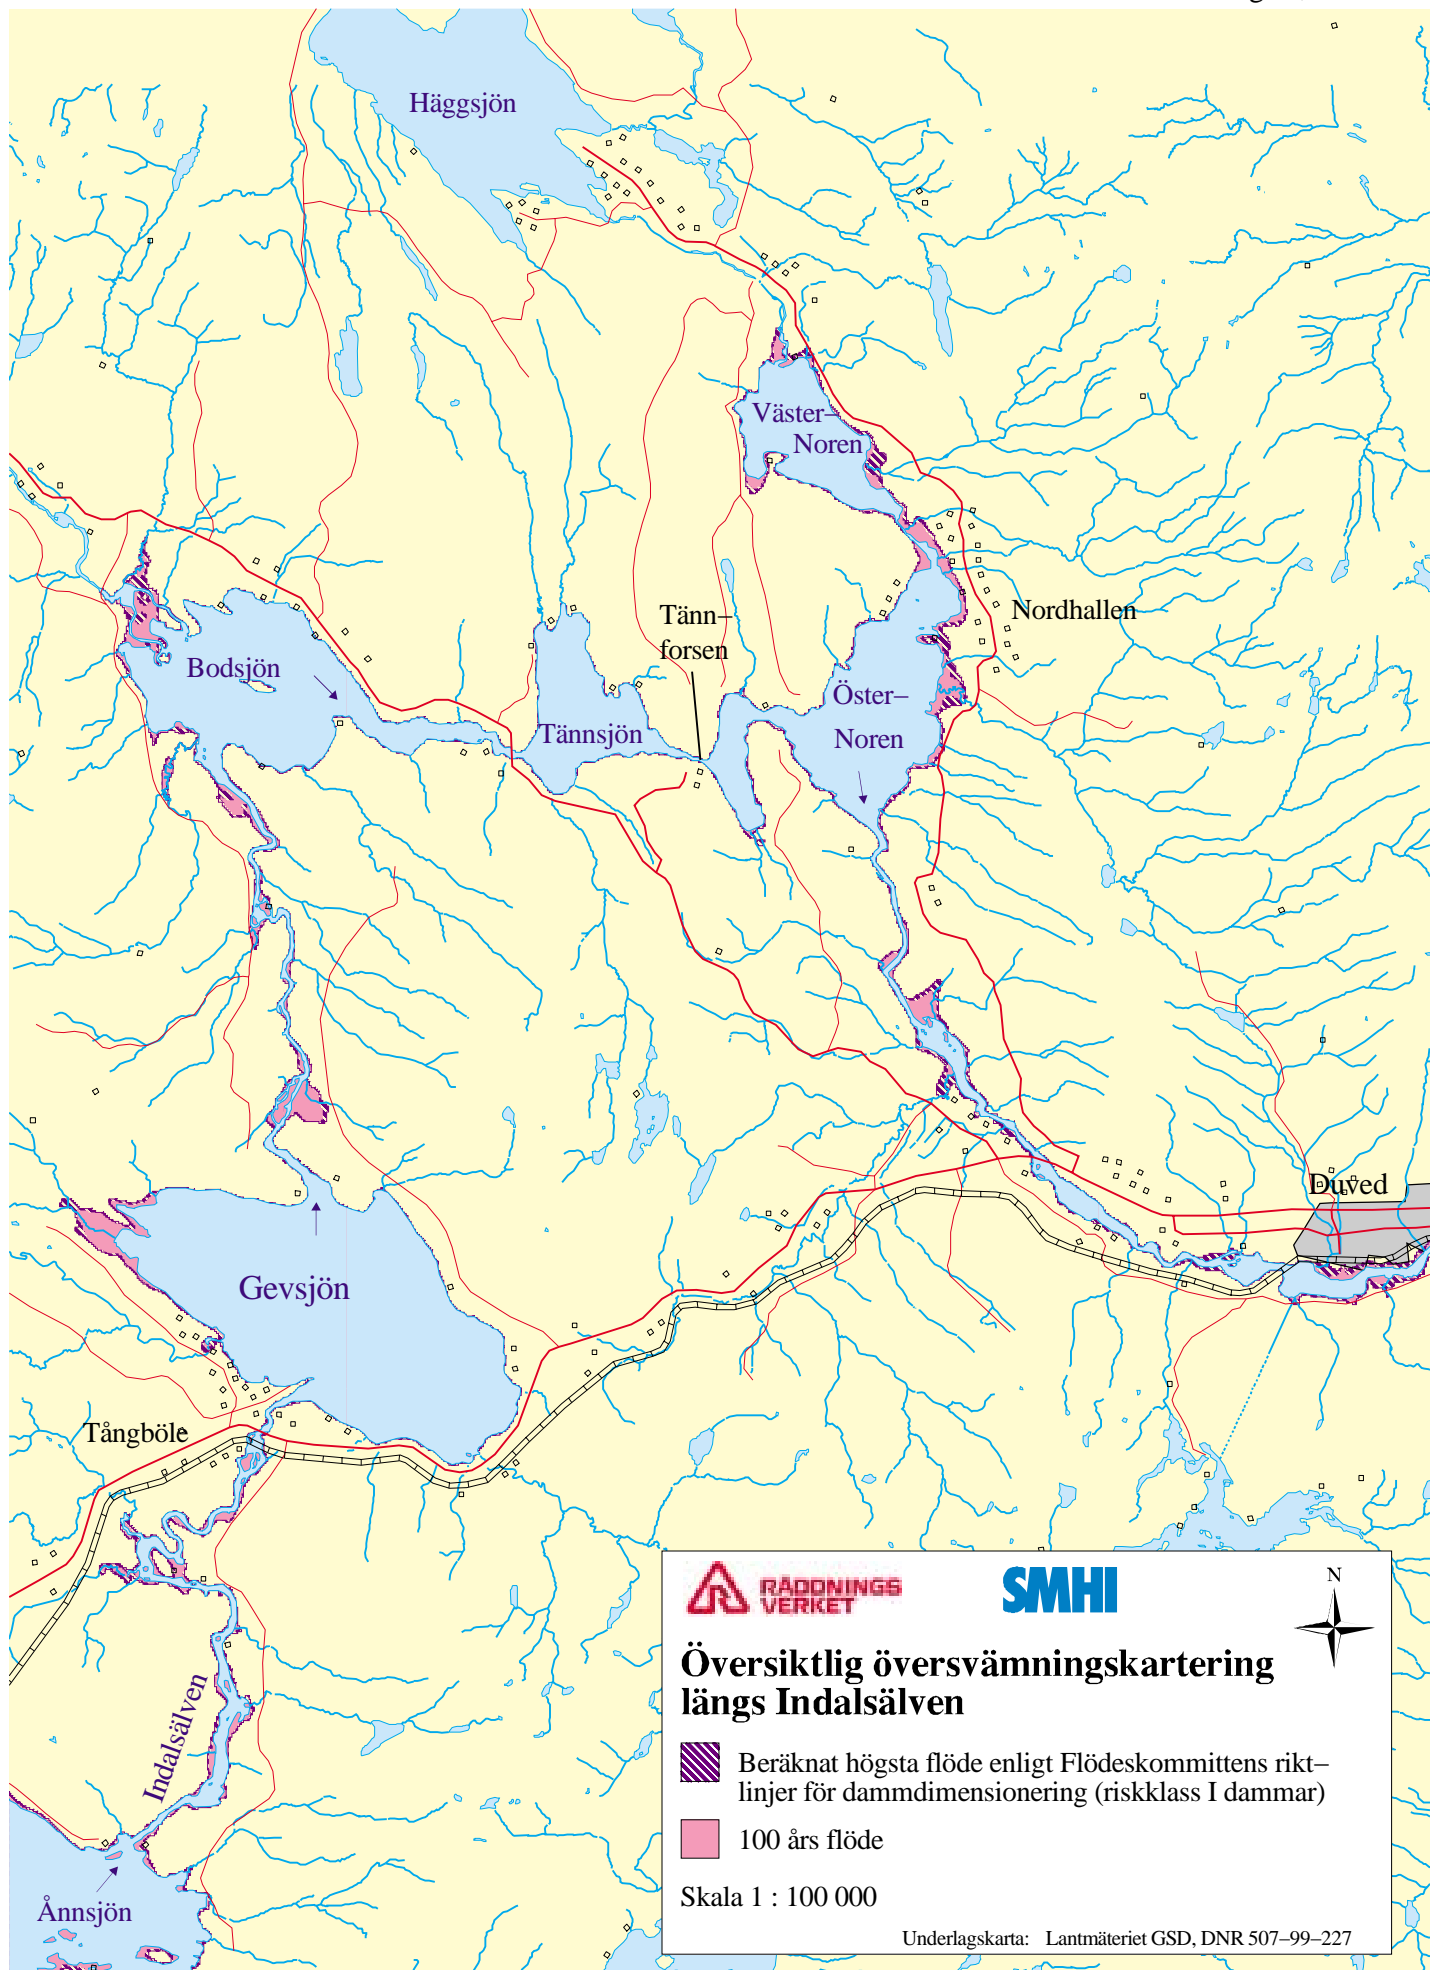 Häggsjön
Väster–
Noren
Tänn–
forsen
Nordhallen
Bodsjön
Öster–
Noren
Tännsjön
Duved
Gevsjön
Tångböle
Indalsälven
Ånnsjön
RÄDDNINGS
VERKET
SMHI
N
Översiktlig översvämningskartering
längs Indalsälven
Beräknat högsta flöde enligt Flödeskommittens rikt–
linjer för dammdimensionering (riskklass I dammar)
100 års flöde
Skala 1 : 100 000
Underlagskarta: Lantmäteriet GSD, DNR 507–99–227